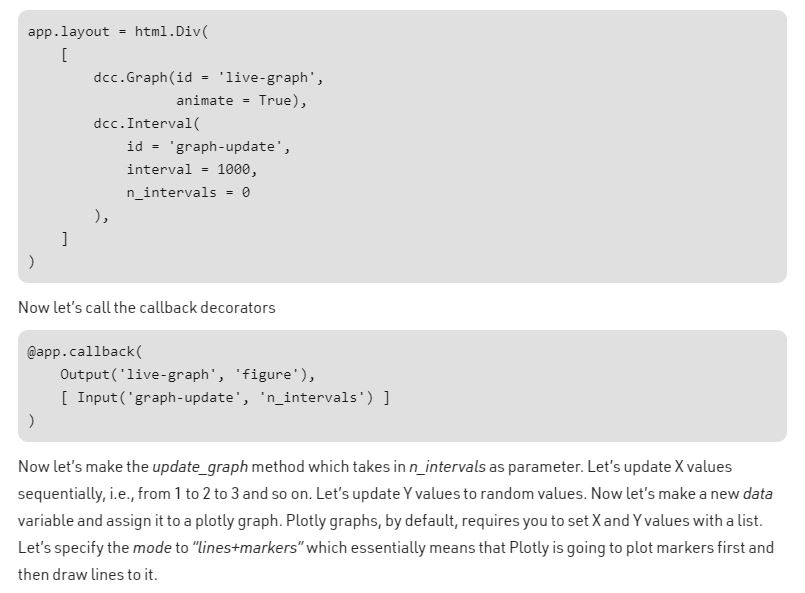 app.layout = html.Div(
    [
        dcc.Graph(id = 'live-graph',
                  animate = True),
        dcc.Interval(
            id = 'graph-update',
            interval = 1000,
            n_intervals = 0
        ),
    ]
)
Now let's call the callback decorators
@app.callback(
    Output('live-graph', 'figure'),
    [ Input('graph-update', 'n_intervals') ]
)
Now let's make the update_graph method which takes in n_intervals as parameter. Let's update X values
sequentially, i.e., from 1 to 2 to 3 and so on. Let's update Y values to random values. Now let's make a new data
variable and assign it to a plotly graph. Plotly graphs, by default, requires you to set X and Y values with a list.
Let's specify the mode to "lines+markers" which essentially means that Plotly is going to plot markers first and
then draw lines to it.